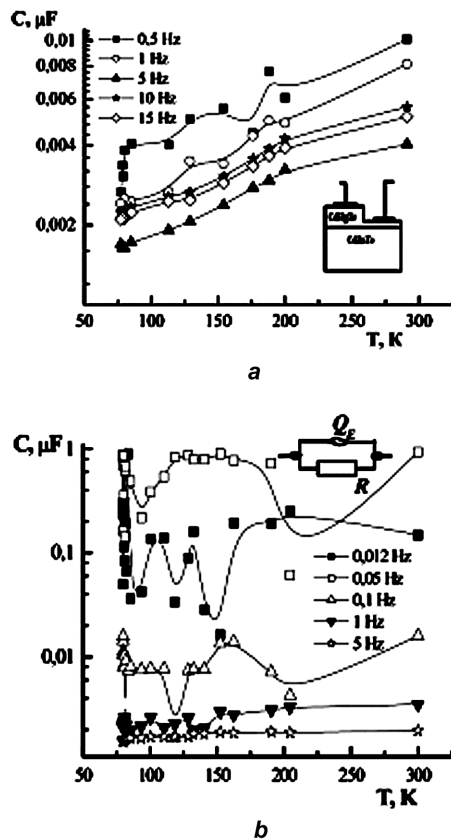 C, μF
0,01
0,008
0,006
0,004
0,002
0,5 Hz
1 Hz
5 Hz
10 Hz
15 Hz
50 100 150 200 250 300
T, K
a
C, μF
1
0,1
0,01
Q_E
R
0,012 Hz
0,05 Hz
0,1 Hz
1 Hz
5 Hz
50 100 150 200 250 300
T, K
b